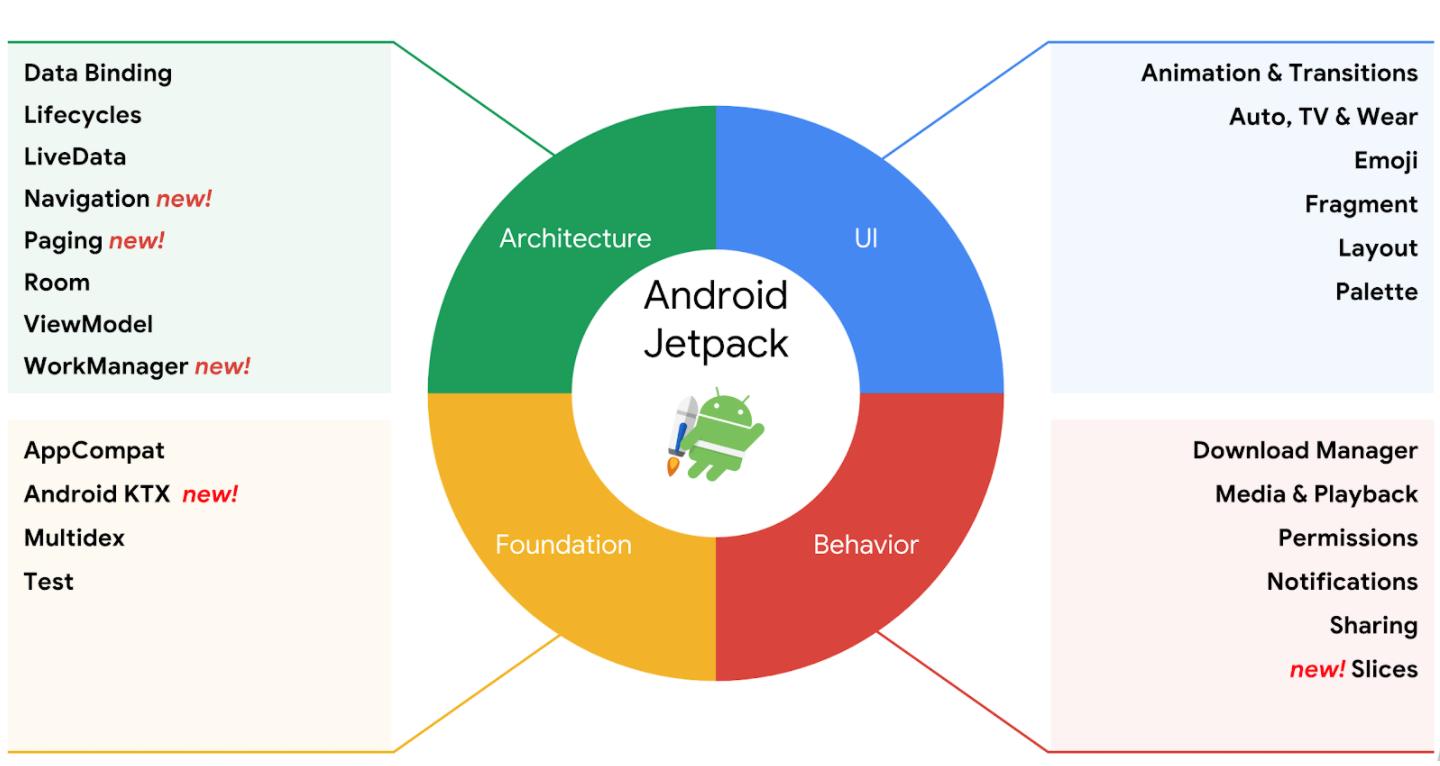 Data Binding
Lifecycles
LiveData
Navigation new!
Paging new!
Room
ViewModel
WorkManager new!
AppCompat
Android KTX new!
Multidex
Test
Architecture
UI
Android
Jetpack
Foundation
Behavior
Animation & Transitions
Auto, TV & Wear
Emoji
Fragment
Layout
Palette
Download Manager
Media & Playback
Permissions
Notifications
Sharing
new! Slices